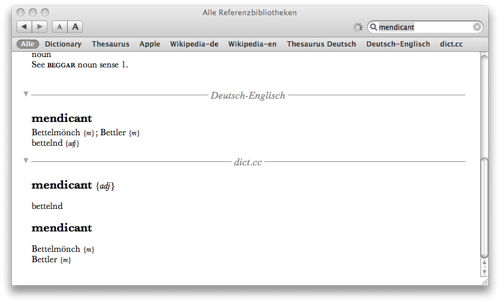 Alle Referenzbibliotheken
A A mendicant
Alle Dictionary Thesaurus Apple Wikipedia-de Wikipedia-en Thesaurus Deutsch Deutsch-Englisch dict.cc
noun
See BEGGAR noun sense 1.
Deutsch-Englisch
mendicant
Bettelmönch {m}; Bettler {m}
bettelnd {adj}
dict.cc
mendicant {adj}
bettelnd
mendicant
Bettelmönch {m}
Bettler {m}